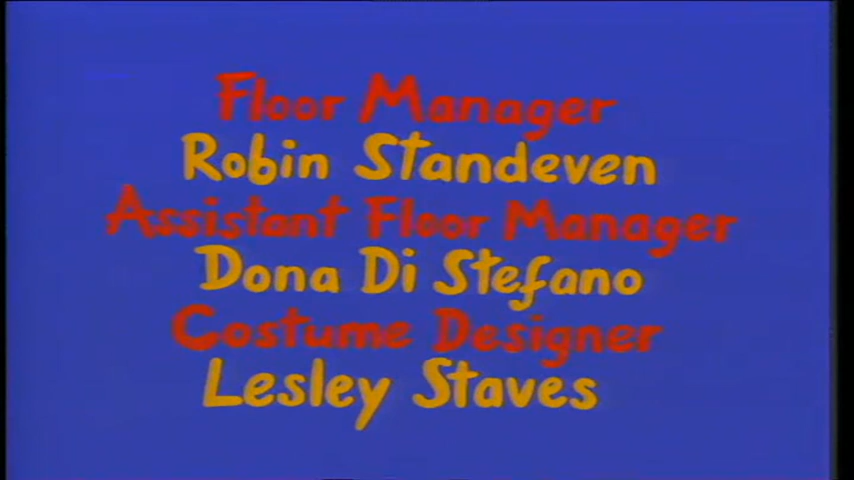 Floor Manager
Robin Standeven
Assistant Floor Manager
Dona Di Stefano
Costume Designer
Lesley Staves